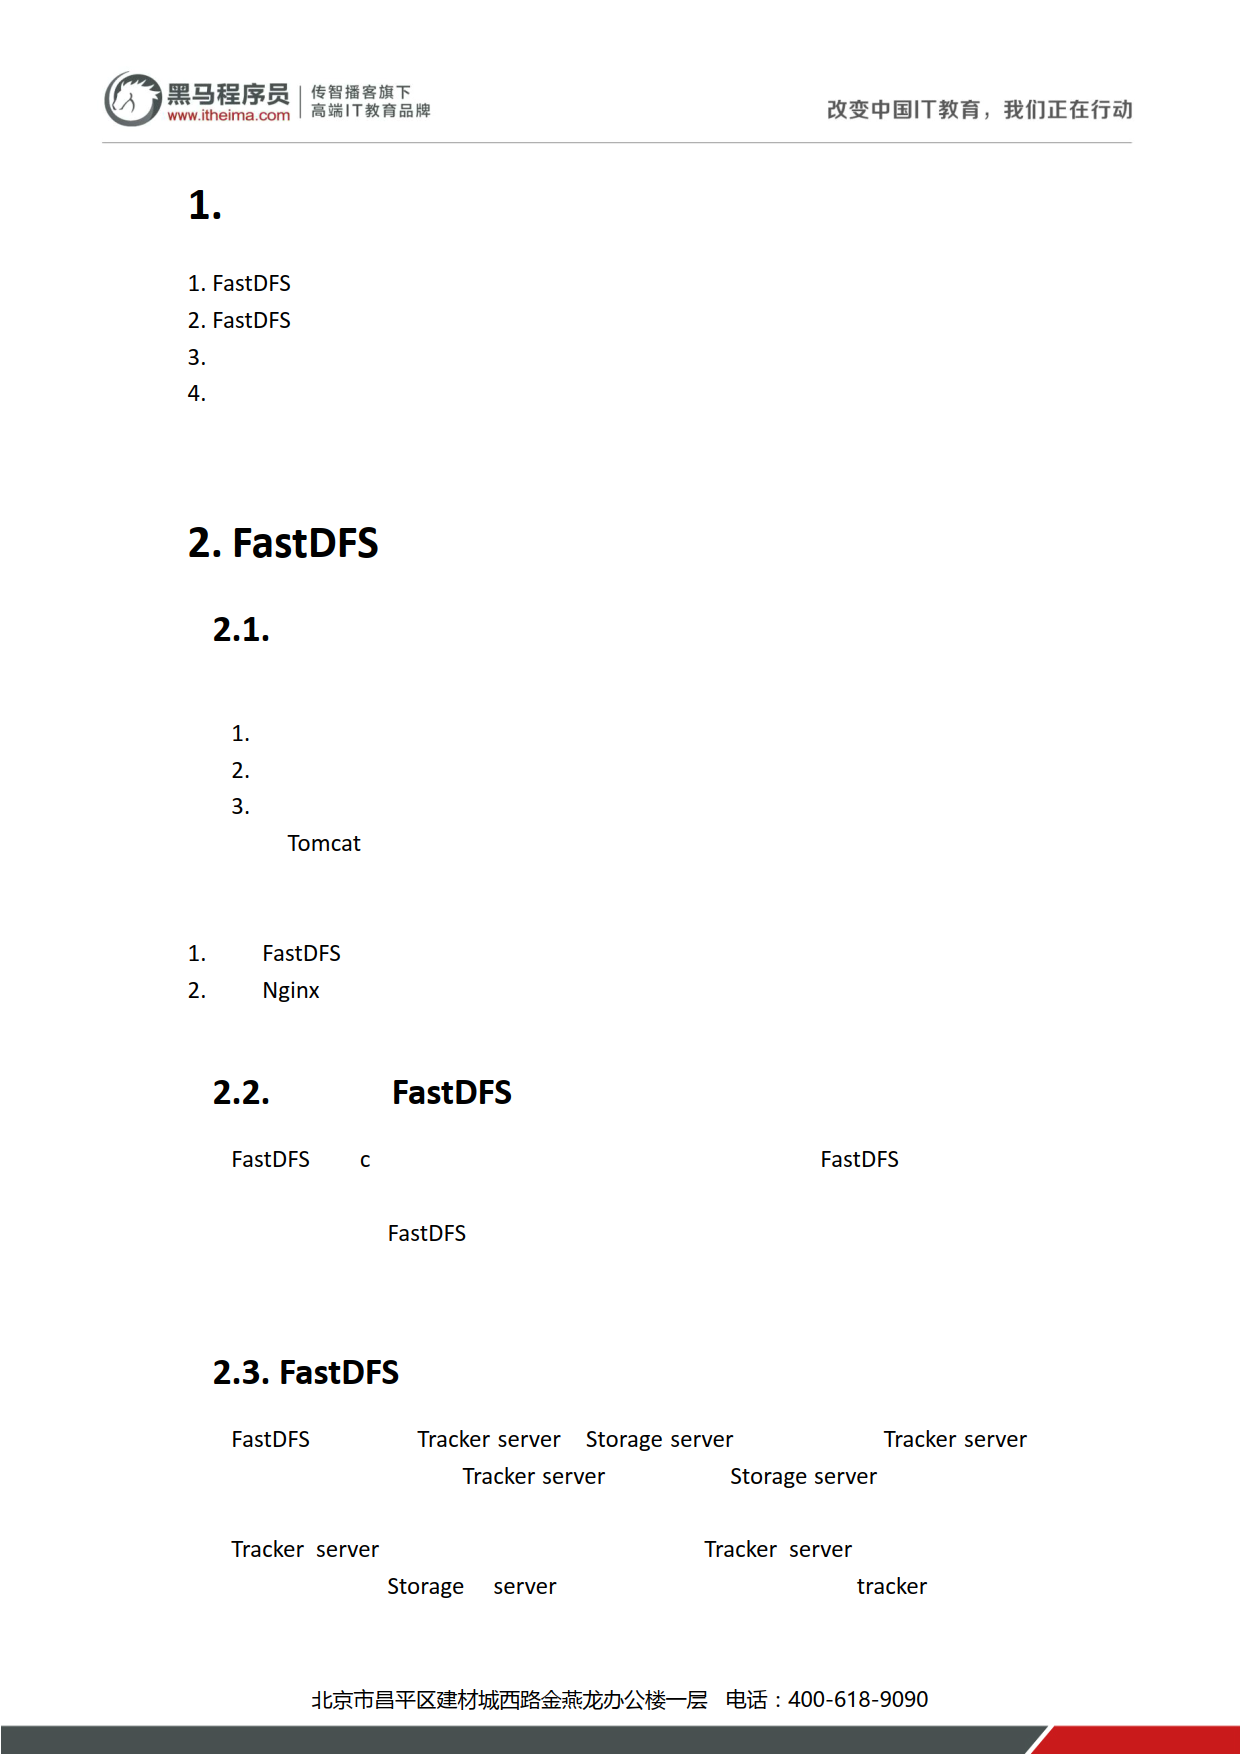 黑马程序员
www.itheima.com
传智播客旗下
高端IT教育品牌
改变中国IT教育，我们正在行动
1.
1. FastDFS
2. FastDFS
3.
4.
2. FastDFS
2.1.
1.
2.
3.
Tomcat
1. FastDFS
2. Nginx
2.2. FastDFS
FastDFS c FastDFS
FastDFS
2.3. FastDFS
FastDFS Tracker server Storage server Tracker server
Tracker server Storage server
Tracker server Tracker server
Storage server tracker
北京市昌平区建材城西路金燕龙办公楼一层 电话：400-618-9090